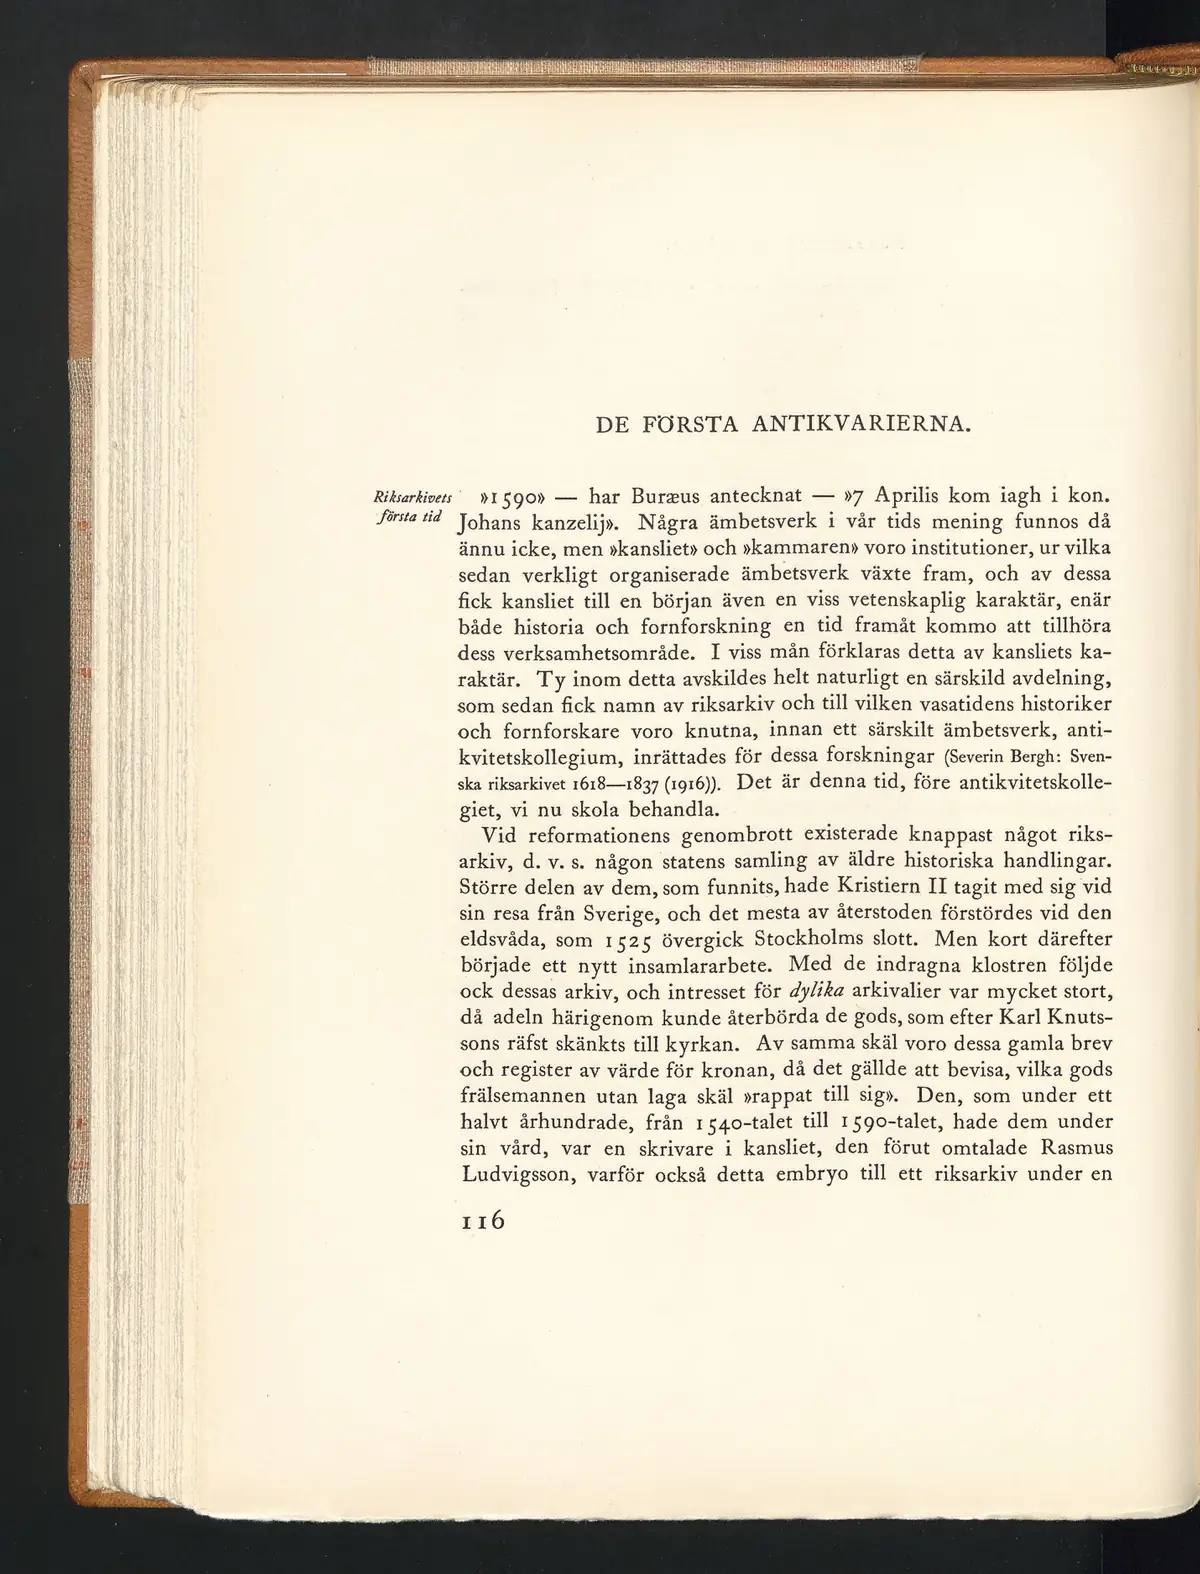 DE FÖRSTA ANTIKVARIERNA.
Riksarkivets
första tid
»1590» — har Buræus antecknat — »7 Aprilis kom iagh i kon.
Johans kanzelij». Några ämbetsverk i vår tids mening funnos då
ännu icke, men »kansliet» och »kammaren» voro institutioner, ur vilka
sedan verkligt organiserade ämbetsverk växte fram, och av dessa
fick kansliet till en början även en viss vetenskaplig karaktär, enär
både historia och fornforskning en tid framåt kommo att tillhöra
dess verksamhetsområde. I viss mån förklaras detta av kansliets ka-
raktär. Ty inom detta avskildes helt naturligt en särskild avdelning,
som sedan fick namn av riksarkiv och till vilken vasatidens historiker
och fornforskare voro knutna, innan ett särskilt ämbetsverk, anti-
kvitetskollegium, inrättades för dessa forskningar (Severin Bergh: Sven-
ska riksarkivet 1618—1837 (1916)). Det är denna tid, före antikvitetskolle-
giet, vi nu skola behandla.
Vid reformationens genombrott existerade knappast något riks-
arkiv, d. v. s. någon statens samling av äldre historiska handlingar.
Större delen av dem, som funnits, hade Kristiern II tagit med sig vid
sin resa från Sverige, och det mesta av återstoden förstördes vid den
eldsvåda, som 1525 övergick Stockholms slott. Men kort därefter
började ett nytt insamlararbete. Med de indragna klostren följde
ock dessas arkiv, och intresset för dylika arkivalier var mycket stort,
då adeln härigenom kunde återbörda de gods, som efter Karl Knuts-
sons räfst skänkts till kyrkan. Av samma skäl voro dessa gamla brev
och register av värde för kronan, då det gällde att bevisa, vilka gods
frälsemannen utan laga skäl »rappat till sig». Den, som under ett
halvt århundrade, från 1540-talet till 1590-talet, hade dem under
sin vård, var en skrivare i kansliet, den förut omtalade Rasmus
Ludvigsson, varför också detta embryo till ett riksarkiv under en
116